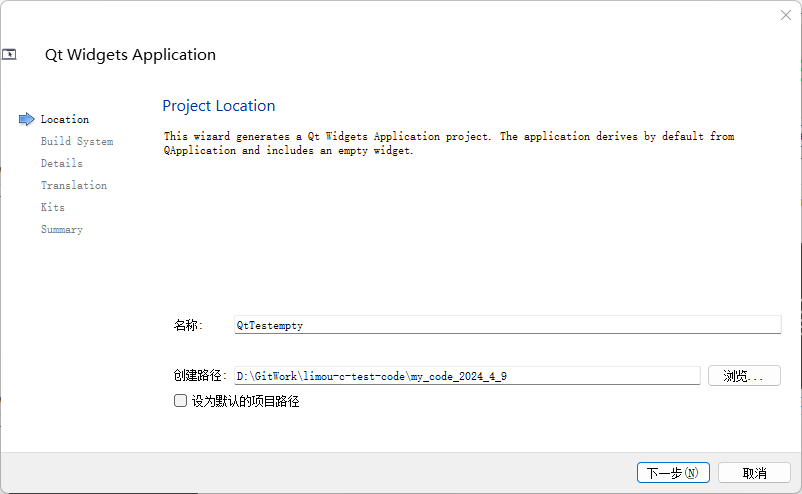 Qt Widgets Application
Location
Build System
Details
Translation
Kits
Summary
Project Location
This wizard generates a Qt Widgets Application project. The application derives by default from
QApplication and includes an empty widget.
名称:
QtTestempty
创建路径:
D:\GitWork\limou-c-test-code\my_code_2024_4_9
浏览...
设为默认的项目路径
下一步(N)
取消